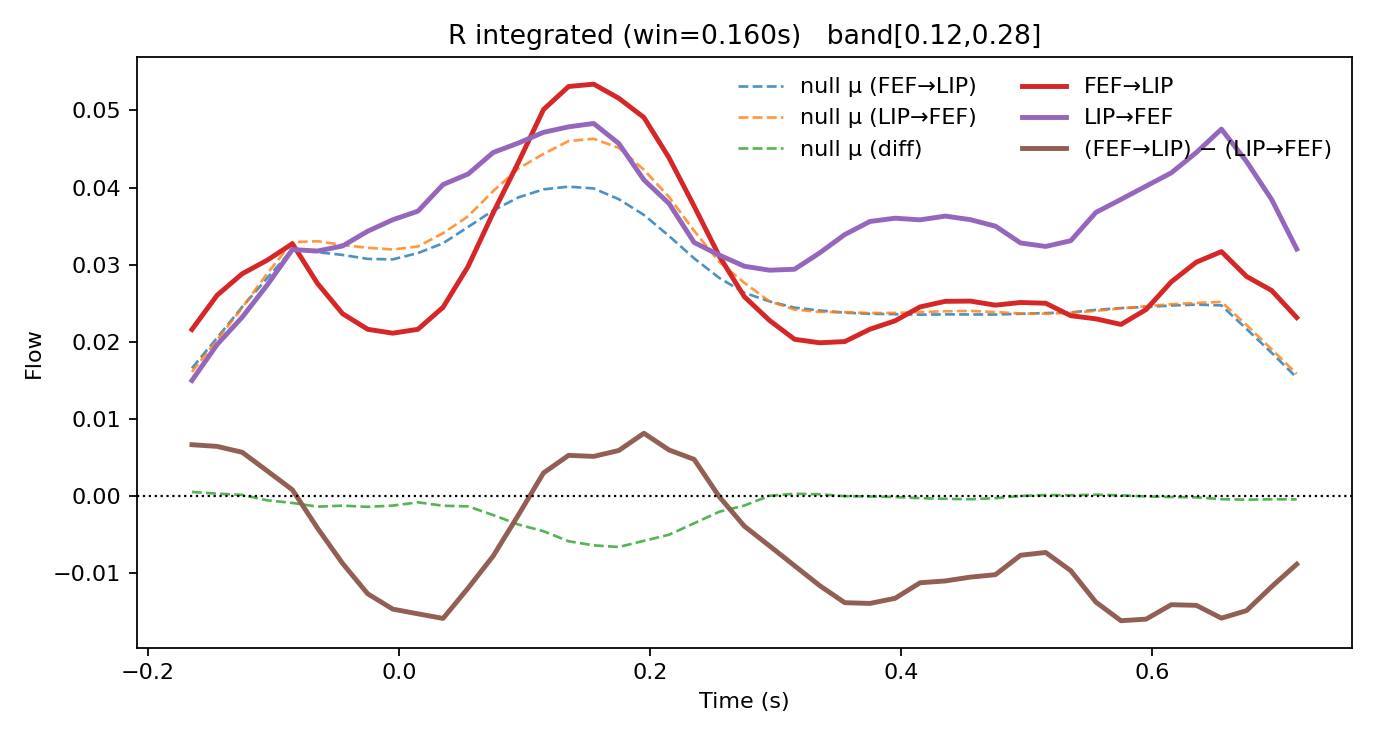 R integrated (win=0.160s)   band[0.12,0.28]
null μ (FEF→LIP)
null μ (LIP→FEF)
null μ (diff)
FEF→LIP
LIP→FEF
(FEF→LIP) − (LIP→FEF)
Flow
0.05
0.04
0.03
0.02
0.01
0.00
−0.01
−0.2
0.0
0.2
0.4
0.6
Time (s)